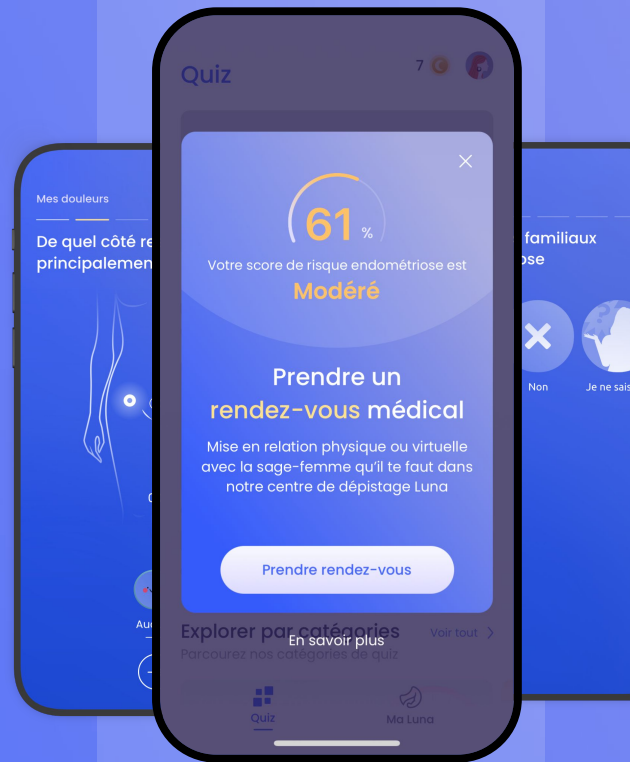 Quiz
7
61 %
Votre score de risque endométriose est
Modéré
Prendre un
rendez-vous médical
Mise en relation physique ou virtuelle
avec la sage-femme qu'il te faut dans
notre centre de dépistage Luna
Prendre rendez-vous
Explorer par catégories
Voir tout
En savoir plus
Parcourez nos catégories de quiz
Quiz
Ma Luna
Mes douleurs
De quel côté
principalemen
familiaux
Non
Je ne sais